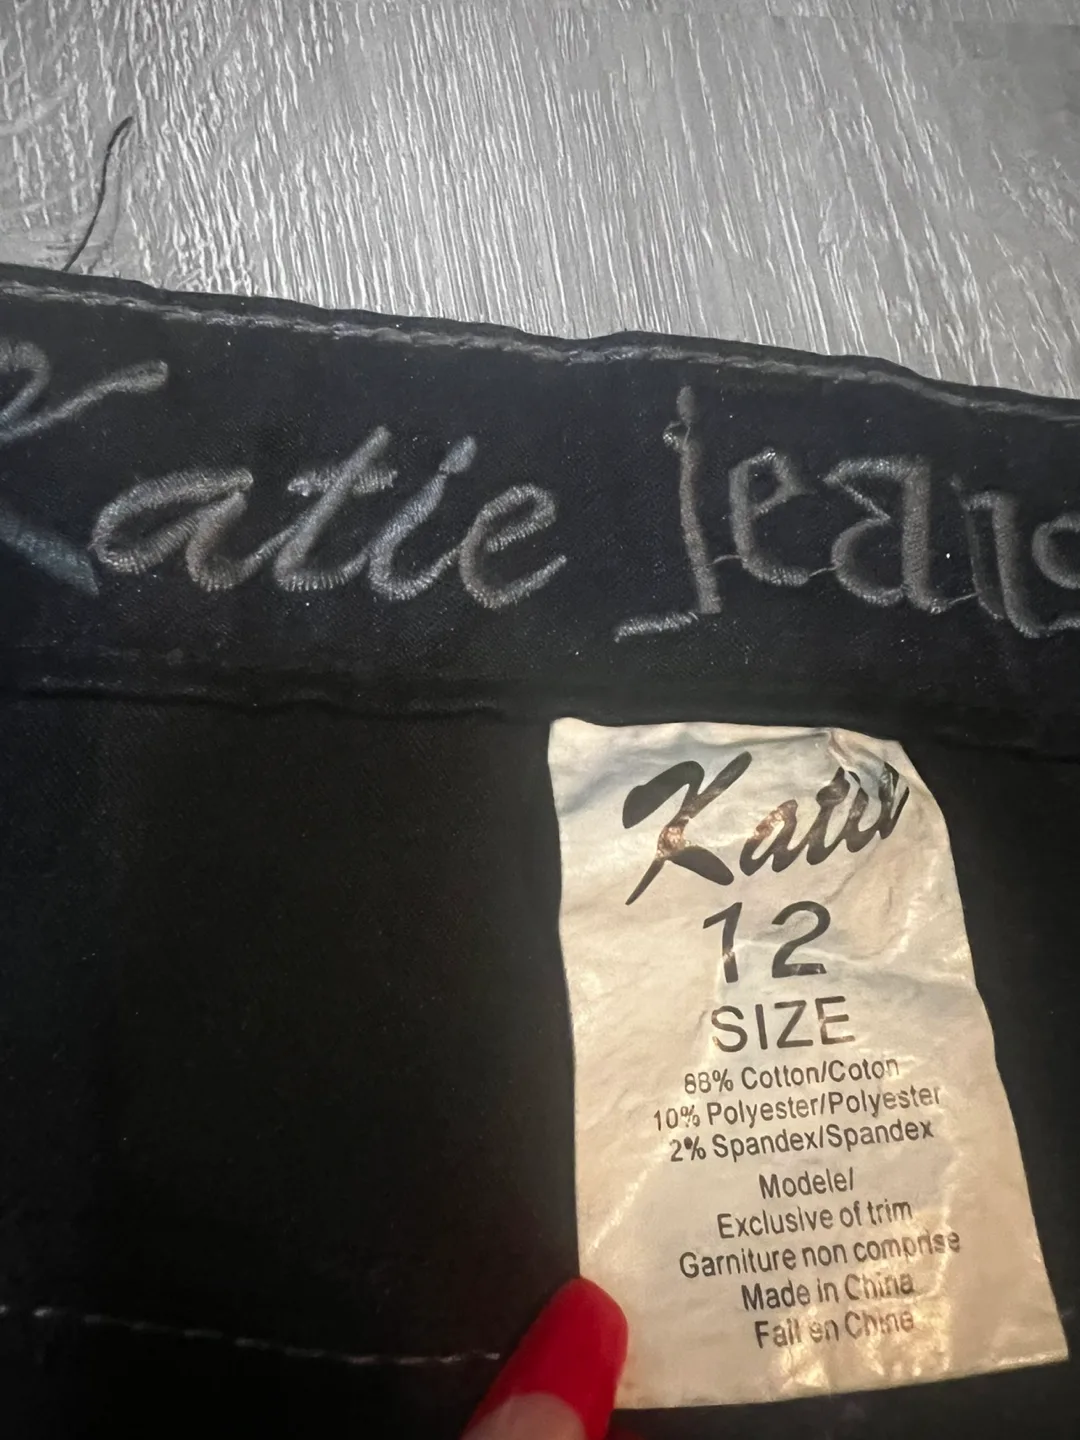 Katie Jeans
Katie
12
SIZE
88% Cotton/Coton
10% Polyester/Polyester
2% Spandex/Spandex
Modele/
Exclusive of trim
Garniture non comprise
Made in China
Fail en Chine